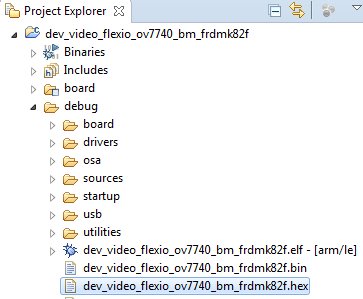 Project Explorer
dev_video_flexio_ov7740_bm_frdmk82f
Binaries
Includes
board
debug
board
drivers
osa
sources
startup
usb
utilities
dev_video_flexio_ov7740_bm_frdmk82f.elf - [arm/le]
dev_video_flexio_ov7740_bm_frdmk82f.bin
dev_video_flexio_ov7740_bm_frdmk82f.hex